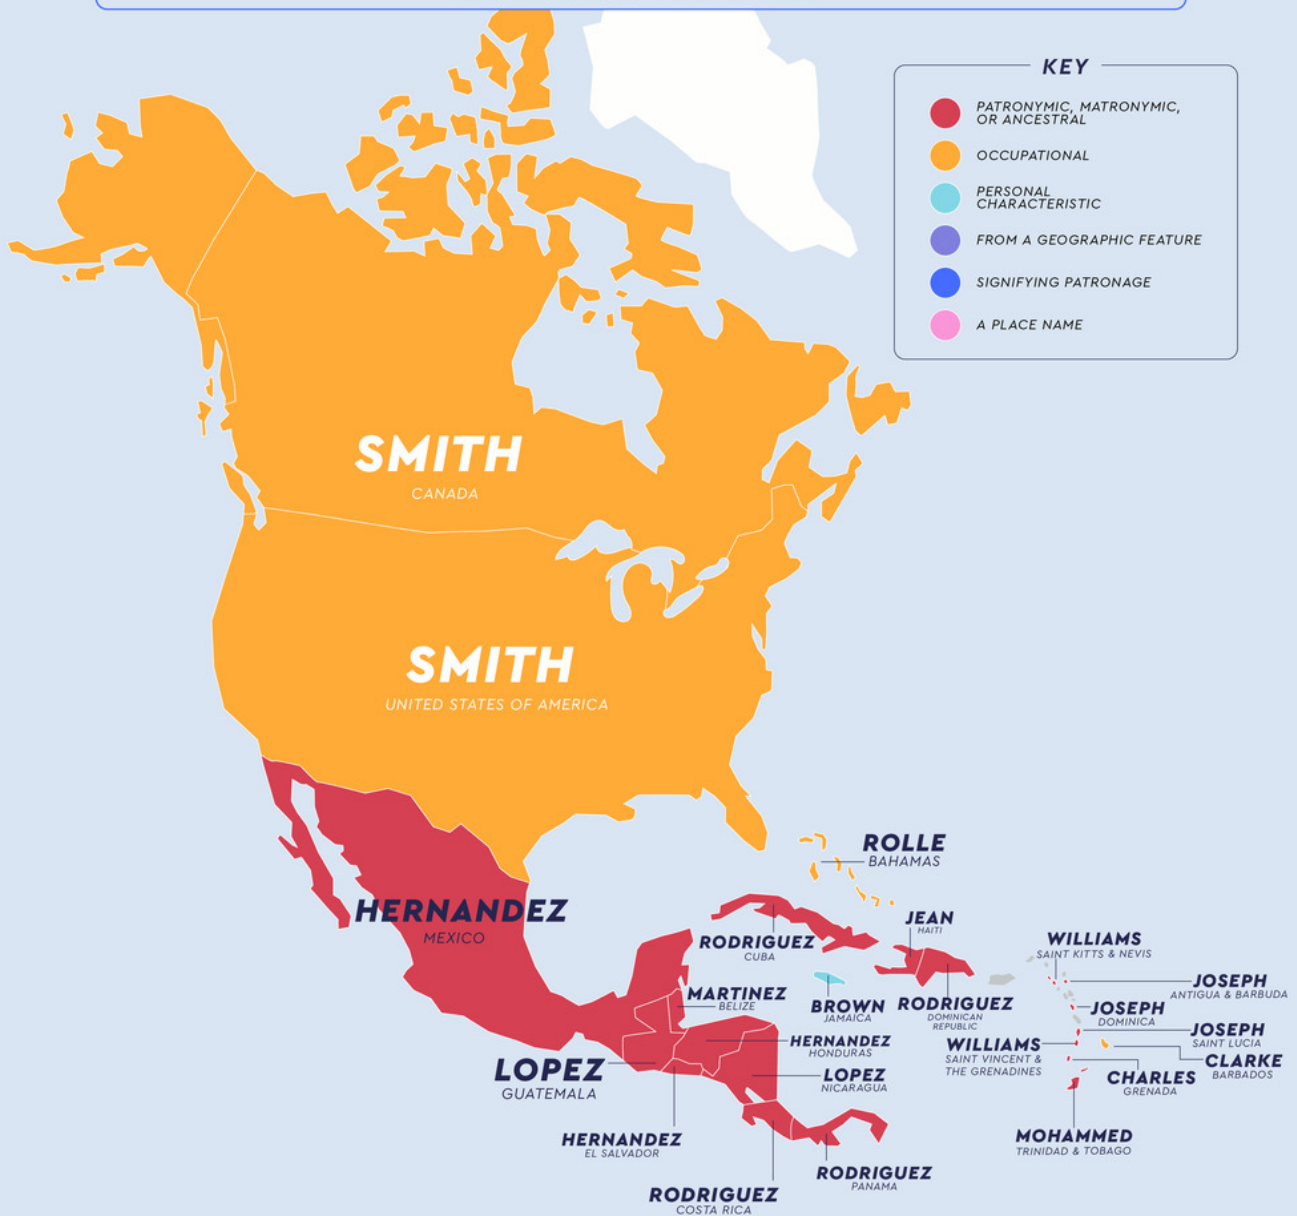 KEY
PATRONYMIC, MATRONYMIC,
OR ANCESTRAL
OCCUPATIONAL
PERSONAL
CHARACTERISTIC
FROM A GEOGRAPHIC FEATURE
SIGNIFYING PATRONAGE
A PLACE NAME
SMITH
CANADA
SMITH
UNITED STATES OF AMERICA
HERNANDEZ
MEXICO
ROLLE
BAHAMAS
RODRIGUEZ
CUBA
JEAN
HAITI
WILLIAMS
SAINT KITTS & NEVIS
JOSEPH
ANTIGUA & BARBUDA
MARTINEZ
BELIZE
BROWN
JAMAICA
RODRIGUEZ
DOMINICAN
REPUBLIC
JOSEPH
DOMINICA
JOSEPH
SAINT LUCIA
HERNANDEZ
HONDURAS
WILLIAMS
SAINT VINCENT &
THE GRENADINES
CLARKE
BARBADOS
LOPEZ
GUATEMALA
LOPEZ
NICARAGUA
CHARLES
GRENADA
HERNANDEZ
EL SALVADOR
MOHAMMED
TRINIDAD & TOBAGO
RODRIGUEZ
PANAMA
RODRIGUEZ
COSTA RICA